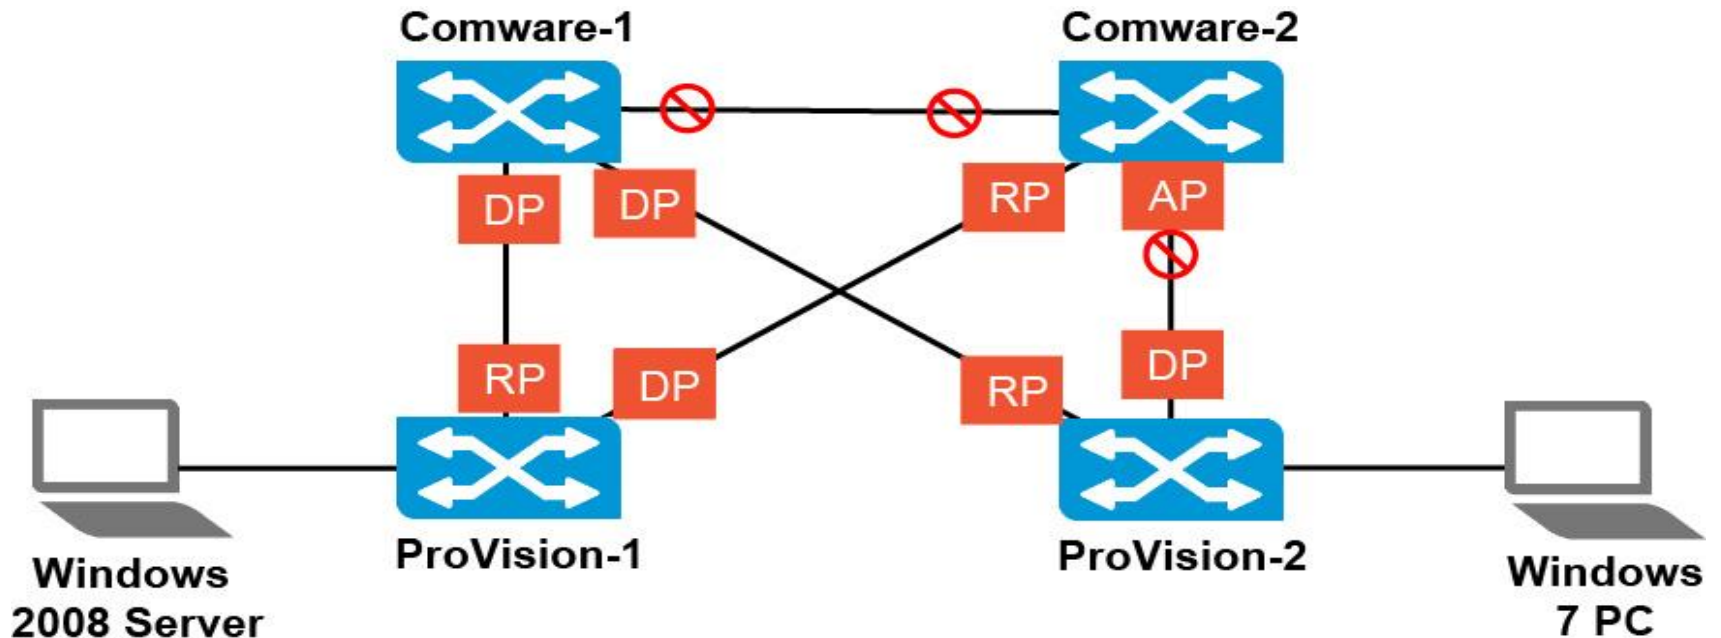 Comware-1
Comware-2
DP
DP
RP
AP
RP
DP
RP
DP
ProVision-1
ProVision-2
Windows
2008 Server
Windows
7 PC